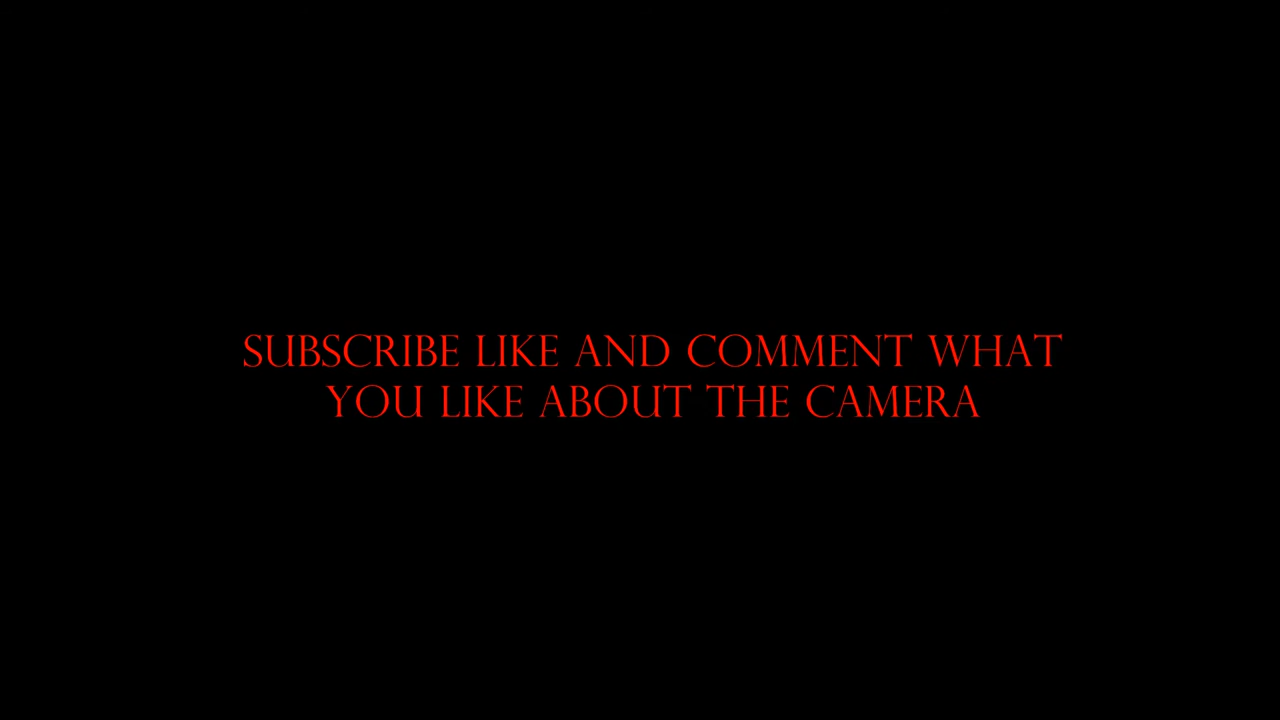 SUBSCRIBE LIKE AND COMMENT WHAT
YOU LIKE ABOUT THE CAMERA